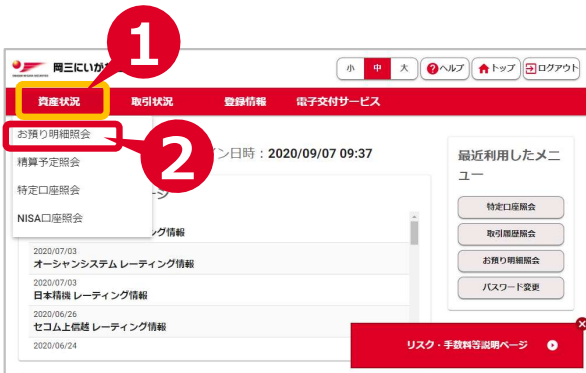 1
岡三にいが
小 中 大 ?ヘルプ トップ ログアウト
資産状況 取引状況 登録情報 電子交付サービス
お預り明細照会
2
精算予定照会
特定口座照会
NISA口座照会
イン日時：2020/09/07 09:37
ージ
ング情報
2020/07/03
オーシャンシステム レーティング情報
2020/07/03
日本精機 レーティング情報
2020/06/26
セコム上信越 レーティング情報
2020/06/24
最近利用したメニ
ュー
特定口座照会
取引履歴照会
お預り明細照会
パスワード変更
リスク・手数料等説明ページ